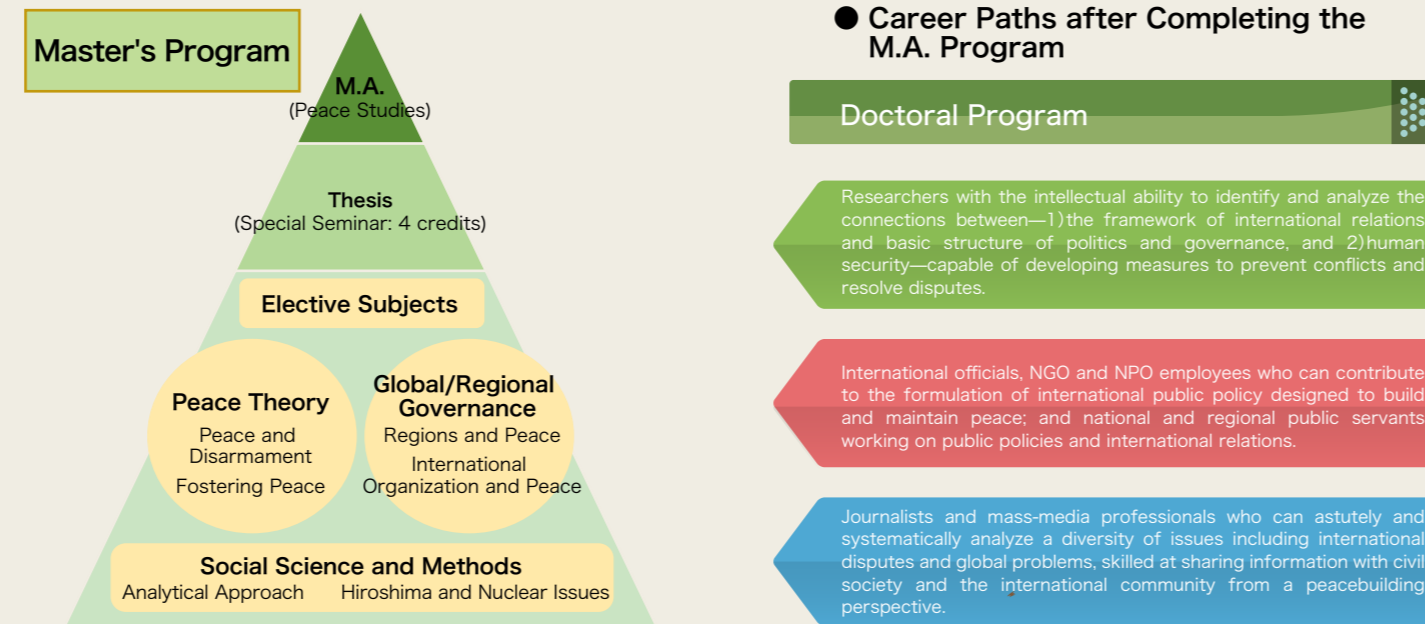 Master's Program
M.A.
(Peace Studies)
Thesis
(Special Seminar: 4 credits)
Elective Subjects
Peace Theory
Peace and
Disarmament
Fostering Peace
Global/Regional
Governance
Regions and Peace
International
Organization and Peace
Social Science and Methods
Analytical Approach
Hiroshima and Nuclear Issues
● Career Paths after Completing the
M.A. Program
Doctoral Program
Researchers with the intellectual ability to identify and analyze the
connections between—1)the framework of international relations
and basic structure of politics and governance, and 2)human
security—capable of developing measures to prevent conflicts and
resolve disputes.
International officials, NGO and NPO employees who can contribute
to the formulation of international public policy designed to build
and maintain peace; and national and regional public servants
working on public policies and international relations.
Journalists and mass-media professionals who can astutely and
systematically analyze a diversity of issues including international
disputes and global problems, skilled at sharing information with civil
society and the international community from a peacebuilding
perspective.